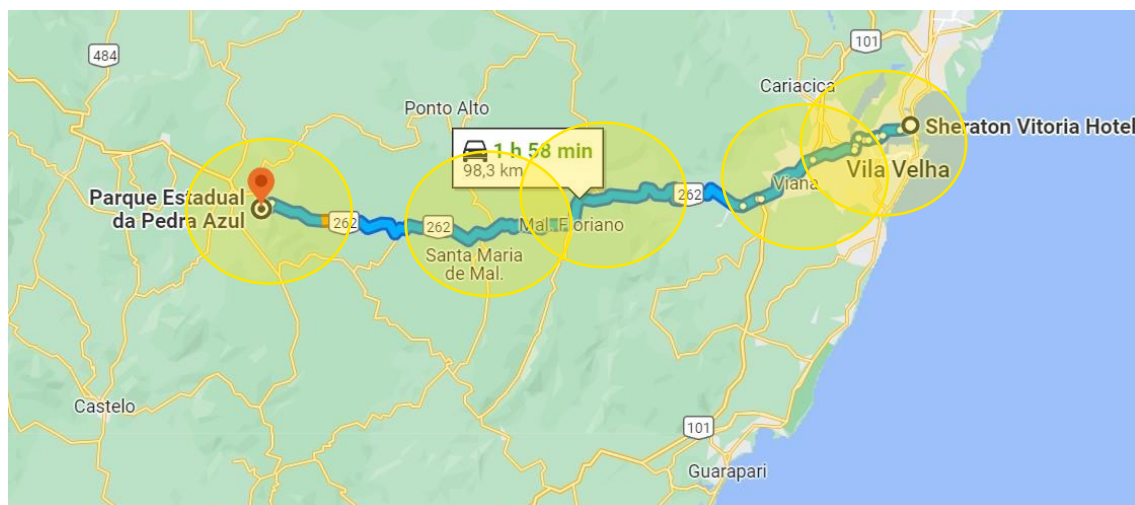 101
484
Cariacica
Ponto Alto
1 h 58 min
98,3 km
Sheraton Vitoria Hotel
Vila Velha
Viana
Parque Estadual
da Pedra Azul
262
262
262
Mal. Floriano
Santa Maria
de Mal.
Castelo
101
Guarapari